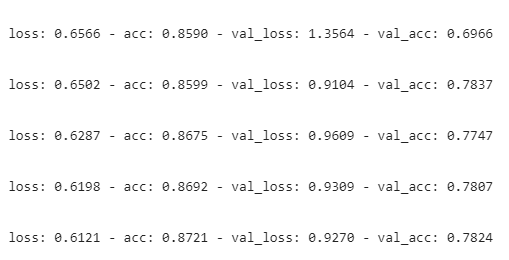 loss: 0.6566 - acc: 0.8590 - val_loss: 1.3564 - val_acc: 0.6966
loss: 0.6502 - acc: 0.8599 - val_loss: 0.9104 - val_acc: 0.7837
loss: 0.6287 - acc: 0.8675 - val_loss: 0.9609 - val_acc: 0.7747
loss: 0.6198 - acc: 0.8692 - val_loss: 0.9309 - val_acc: 0.7807
loss: 0.6121 - acc: 0.8721 - val_loss: 0.9270 - val_acc: 0.7824